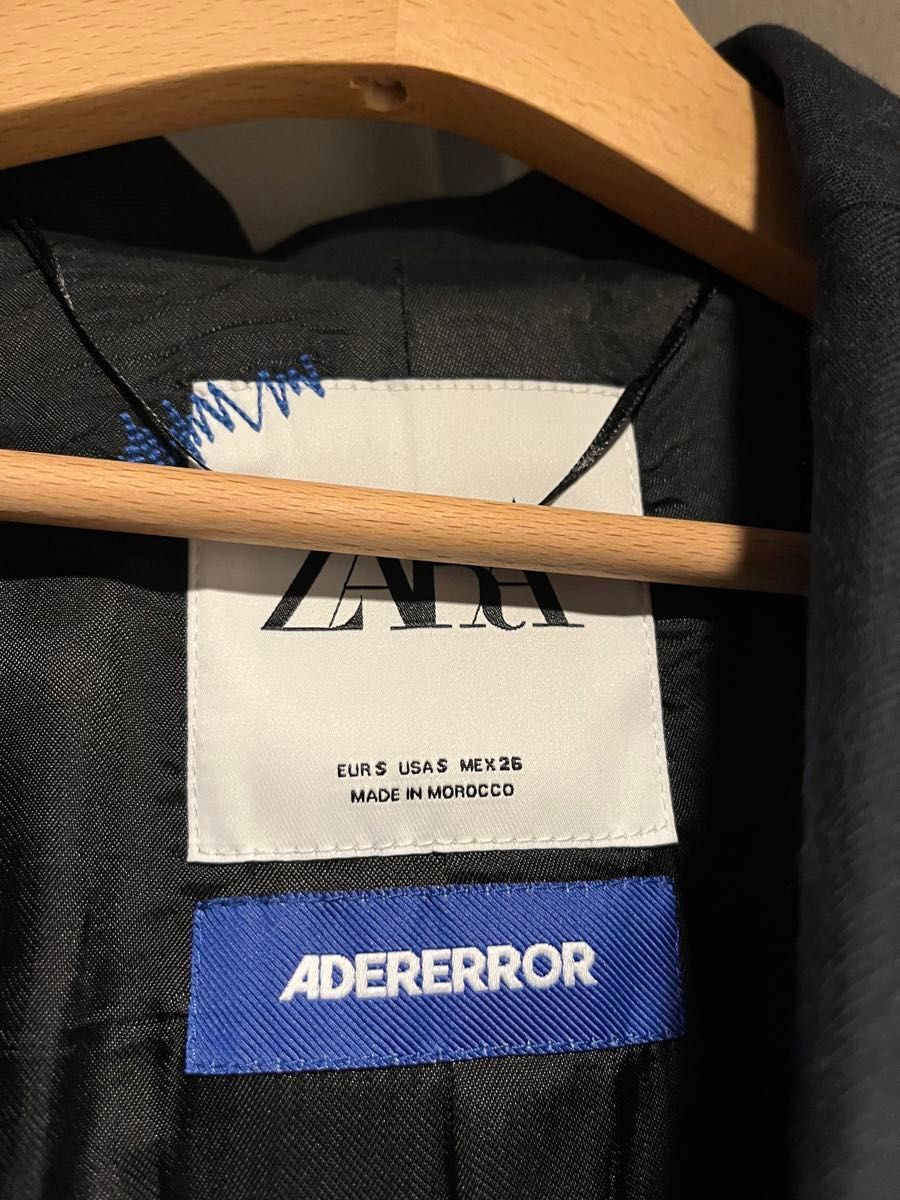 ZARA
EUR S USA S MEX 26
MADE IN MOROCCO
ADERERROR